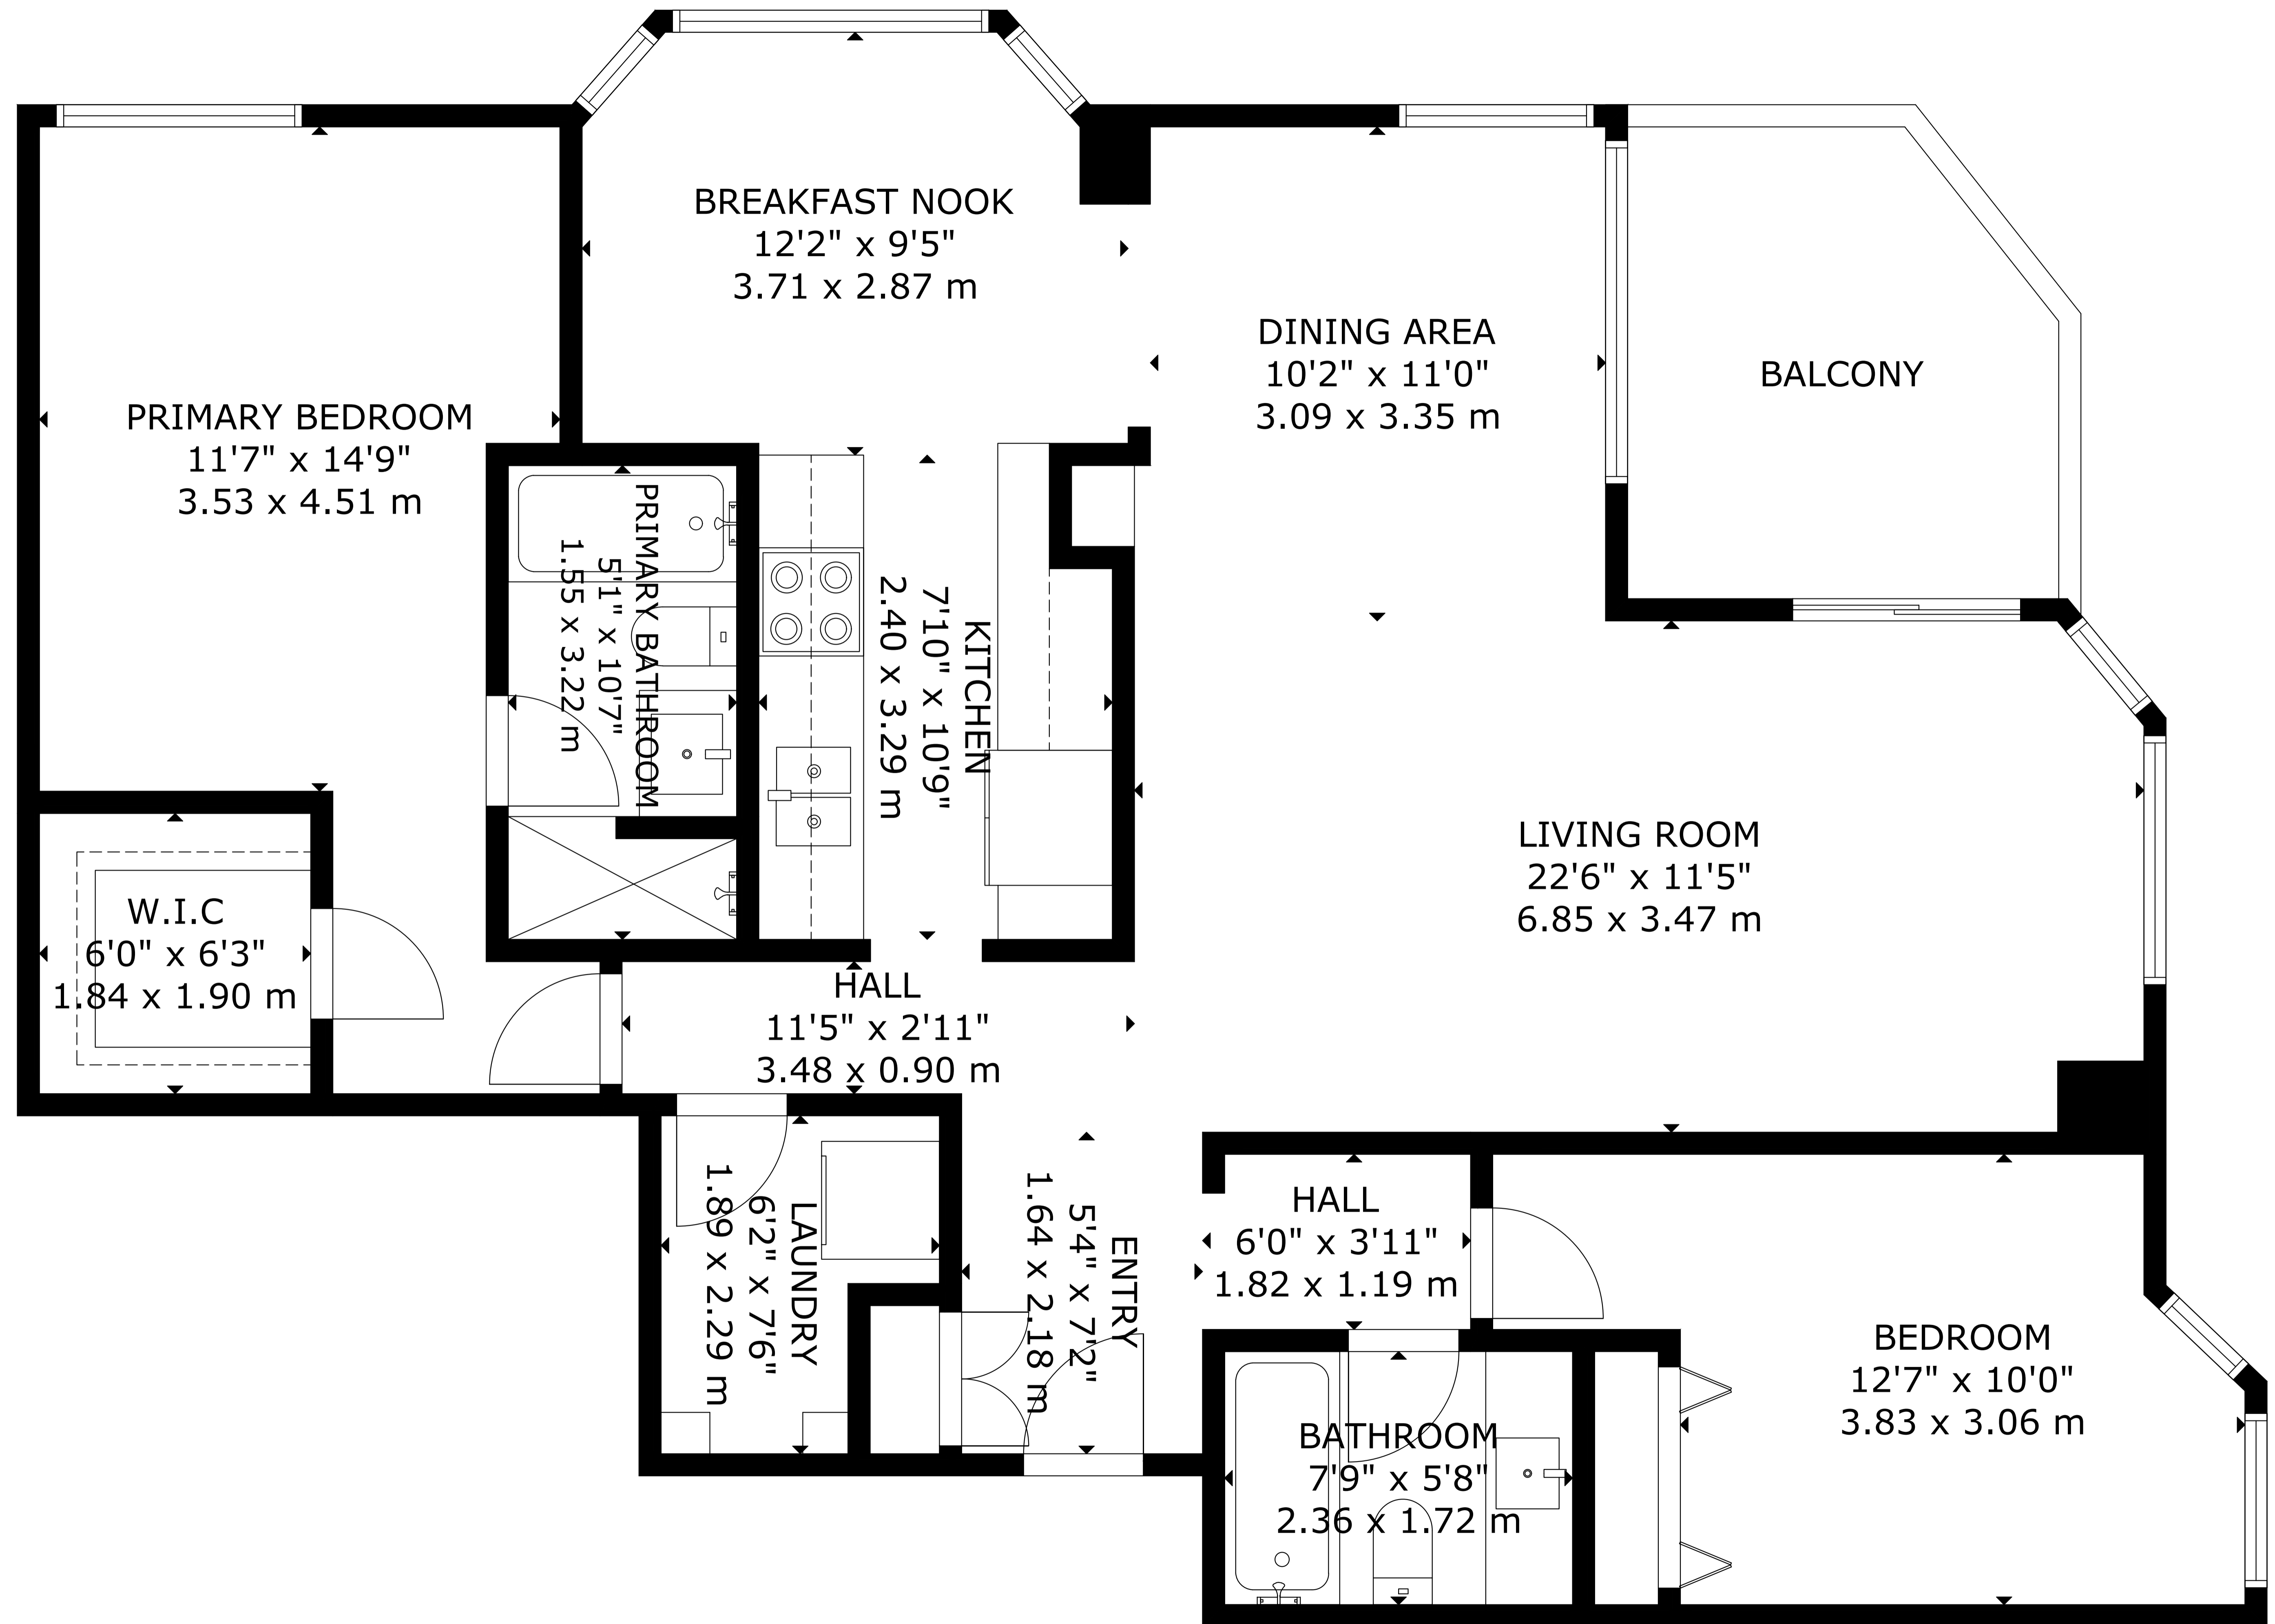 BREAKFAST NOOK
12'2" x 9'5"
3.71 x 2.87 m
DINING AREA
10'2" x 11'0"
3.09 x 3.35 m
BALCONY
PRIMARY BEDROOM
11'7" x 14'9"
3.53 x 4.51 m
PRIMARY BATHROOM
5'1" x 10'7"
1.55 x 3.22 m
KITCHEN
7'10" x 10'9"
2.40 x 3.29 m
LIVING ROOM
22'6" x 11'5"
6.85 x 3.47 m
W.I.C
6'0" x 6'3"
1.84 x 1.90 m
HALL
11'5" x 2'11"
3.48 x 0.90 m
LAUNDRY
6'2" x 7'6"
1.89 x 2.29 m
ENTRY
5'4" x 7'2"
1.64 x 2.18 m
HALL
6'0" x 3'11"
1.82 x 1.19 m
BATHROOM
7'9" x 5'8"
2.36 x 1.72 m
BEDROOM
12'7" x 10'0"
3.83 x 3.06 m